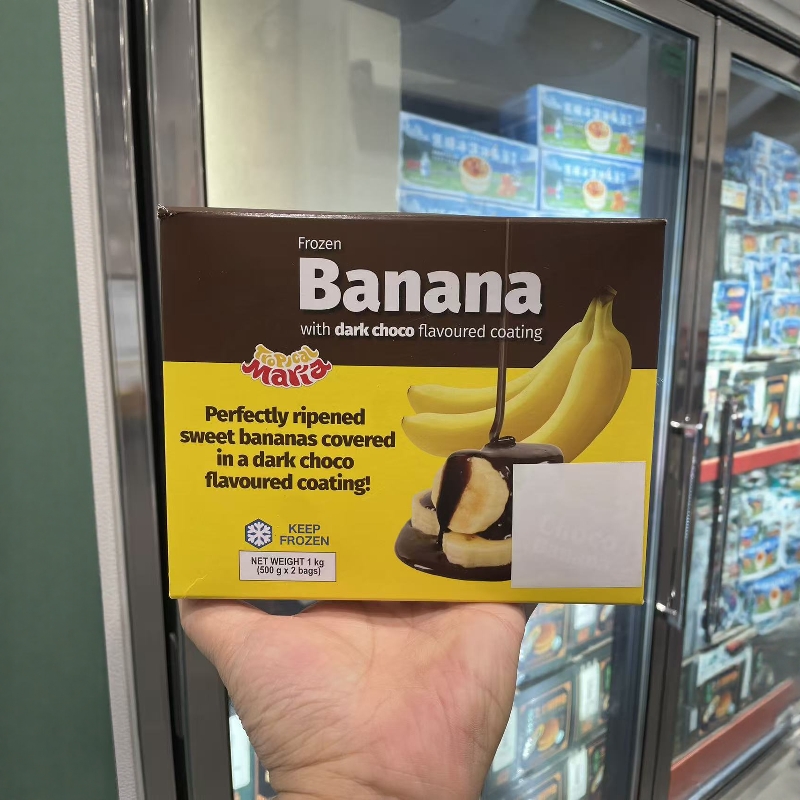 Frozen
Banana
with dark choco flavoured coating
Tropical
Maria
Perfectly ripened
sweet bananas covered
in a dark choco
flavoured coating!
KEEP
FROZEN
NET WEIGHT 1 kg
(500 g x 2 bags)